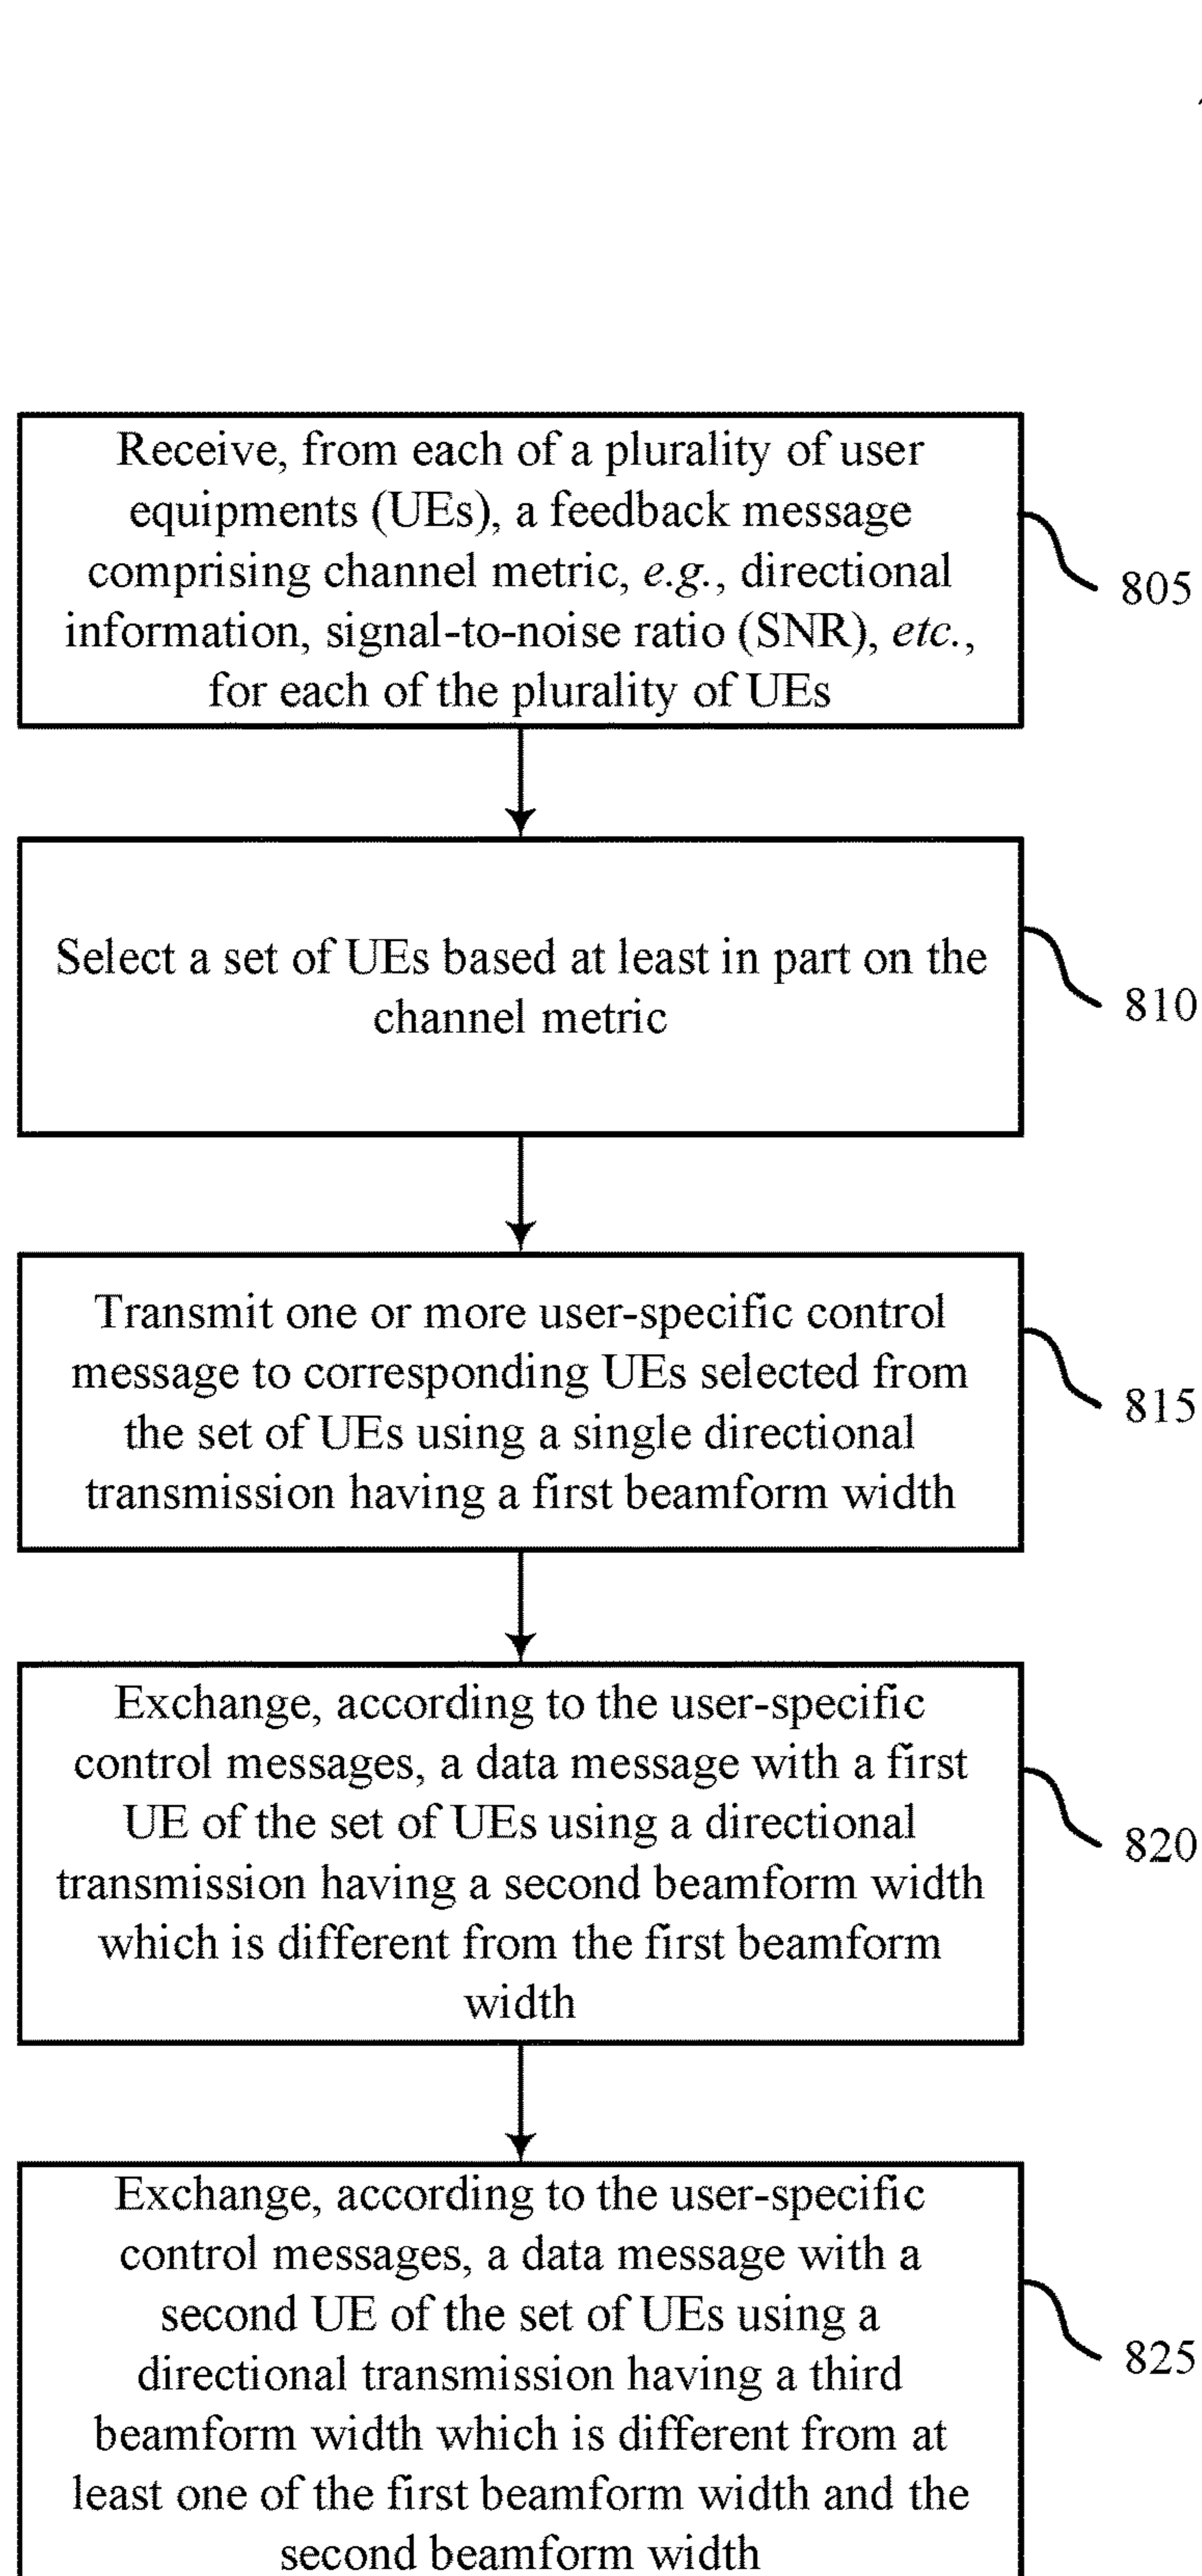 Receive, from each of a plurality of user
equipments (UEs), a feedback message
comprising channel metric, e.g., directional
information, signal-to-noise ratio (SNR), etc.,
for each of the plurality of UEs
805
Select a set of UEs based at least in part on the
channel metric
810
Transmit one or more user-specific control
message to corresponding UEs selected from
the set of UEs using a single directional
transmission having a first beamform width
815
Exchange, according to the user-specific
control messages, a data message with a first
UE of the set of UEs using a directional
transmission having a second beamform width
which is different from the first beamform
width
820
Exchange, according to the user-specific
control messages, a data message with a
second UE of the set of UEs using a
directional transmission having a third
beamform width which is different from at
least one of the first beamform width and the
second beamform width
825